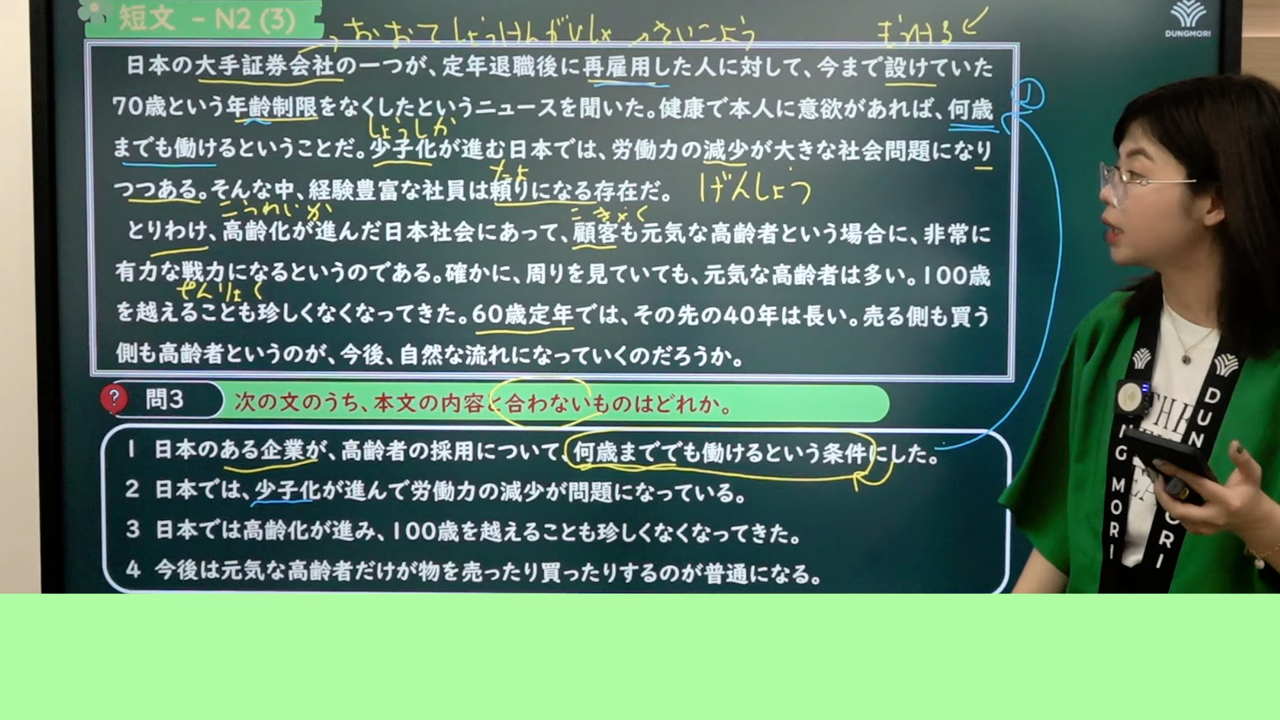 短文 - N2 (3)
おおてしょうけんがいしゃ さいこよう もうける
DUNGMORI
日本の大手証券会社の一つが、定年退職後に再雇用した人に対して、今まで設けていた
70歳という年齢制限をなくしたというニュースを聞いた。健康で本人に意欲があれば、何歳
しょうしか
までも働けるということだ。少子化が進む日本では、労働力の減少が大きな社会問題になり
たよ
つつある。そんな中、経験豊富な社員は頼りになる存在だ。
げんしょう
こうれいか こきゃく
とりわけ、高齢化が進んだ日本社会にあって、顧客も元気な高齢者という場合に、非常に
有力な戦力になるというのである。確かに、周りを見ていても、元気な高齢者は多い。100歳
せんりょく
を越えることも珍しくなくなってきた。60歳定年では、その先の40年は長い。売る側も買う
側も高齢者というのが、今後、自然な流れになっていくのだろうか。
? 問3 次の文のうち、本文の内容と合わないものはどれか。
1 日本のある企業が、高齢者の採用について、何歳まででも働けるという条件にした。
2 日本では、少子化が進んで労働力の減少が問題になっている。
3 日本では高齢化が進み、100歳を越えることも珍しくなくなってきた。
4 今後は元気な高齢者だけが物を売ったり買ったりするのが普通になる。
①